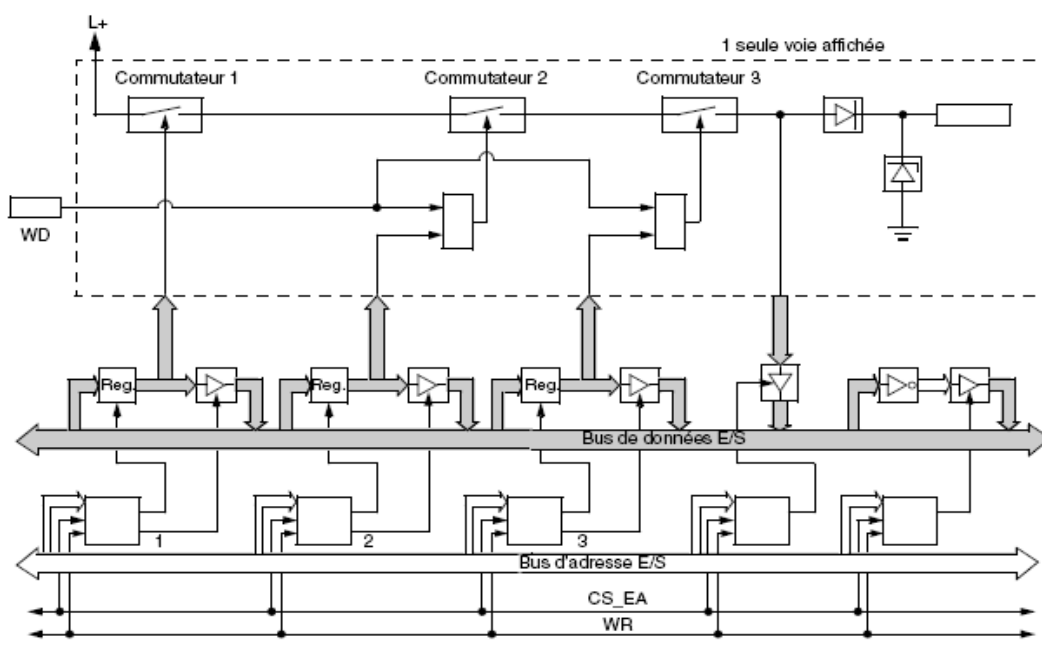 L+
1 seule voie affichée
Commutateur 1
Commutateur 2
Commutateur 3
WD
Reg.
Reg.
Reg.
Bus de données E/S
1
2
3
Bus d'adresse E/S
CS_EA
WR